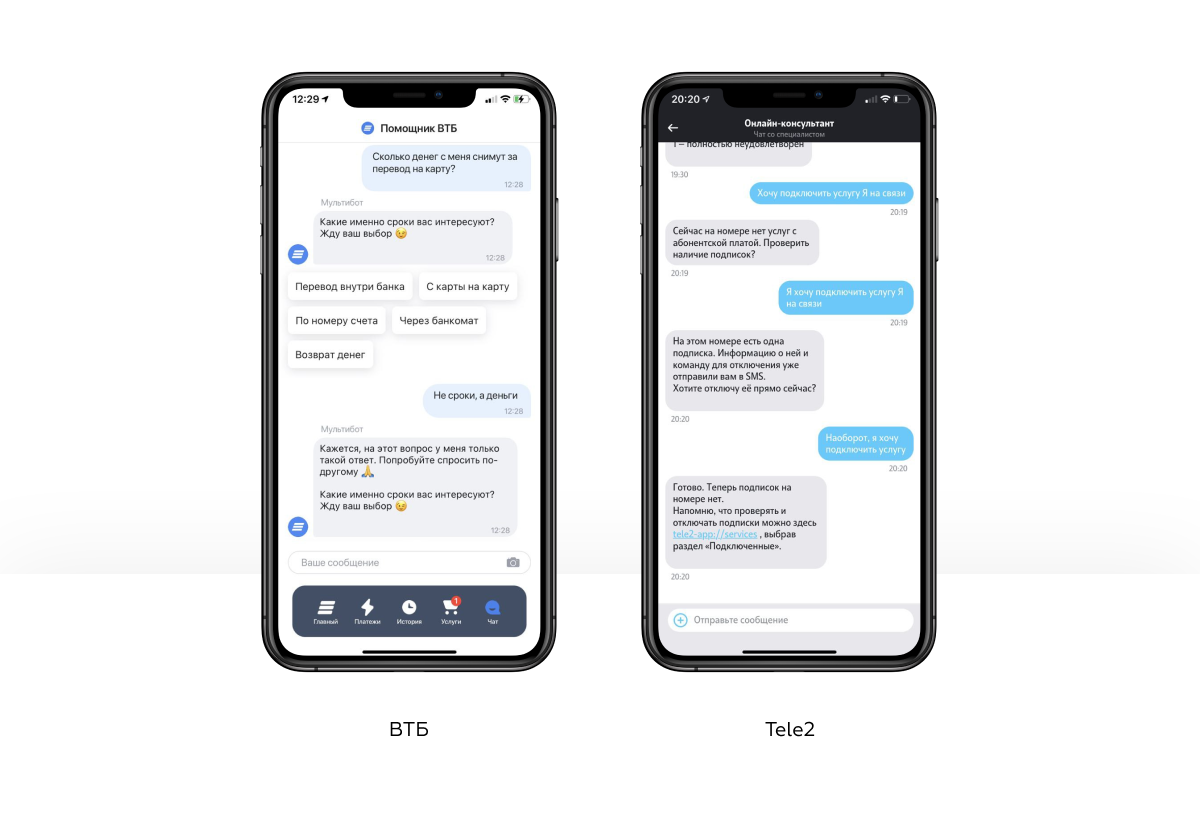 12:29
Помощник ВТБ
Сколько денег с меня снимут за
перевод на карту?
12:28
Мультибот
Какие именно сроки вас интересуют?
Жду ваш выбор 😉
12:28
Перевод внутри банка
С карты на карту
По номеру счета
Через банкомат
Возврат денег
Не сроки, а деньги
12:28
Мультибот
Кажется, на этот вопрос у меня только
такой ответ. Попробуйте спросить по-
другому 🙏
Какие именно сроки вас интересуют?
Жду ваш выбор 😉
12:28
Ваше сообщение
1
Главный
Платежи
История
Услуги
Чат
ВТБ
20:20
Онлайн-консультант
Чат со специалистом
1 – полностью неудовлетворен
19:30
Хочу подключить услугу Я на связи
20:19
Сейчас на номере нет услуг с
абонентской платой. Проверить
наличие подписок?
20:19
Я хочу подключить услугу Я
на связи
20:19
На этом номере есть одна
подписка. Информацию о ней и
команду для отключения уже
отправили вам в SMS.
Хотите отключу её прямо сейчас?
20:20
Наоборот, я хочу
подключить услугу
20:20
Готово. Теперь подписок на
номере нет.
Напомню, что проверять и
отключать подписки можно здесь
tele2-app://services , выбрав
раздел «Подключенные».
20:20
Отправьте сообщение
Tele2